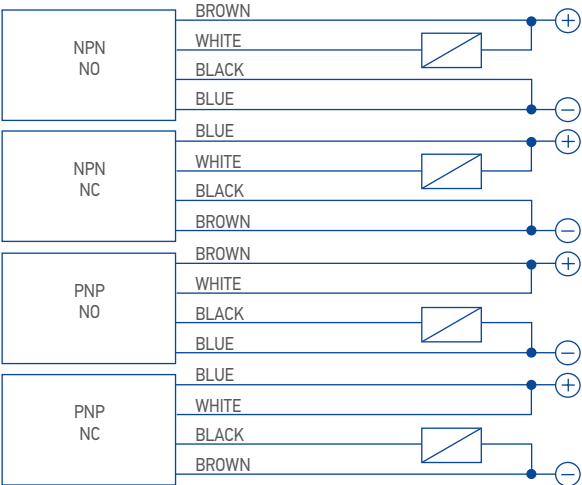 BROWN
NPN
NO
WHITE
BLACK
BLUE
+
−
BLUE
NPN
NC
WHITE
BLACK
BROWN
+
−
BROWN
PNP
NO
WHITE
BLACK
BLUE
+
−
BLUE
PNP
NC
WHITE
BLACK
BROWN
+
−